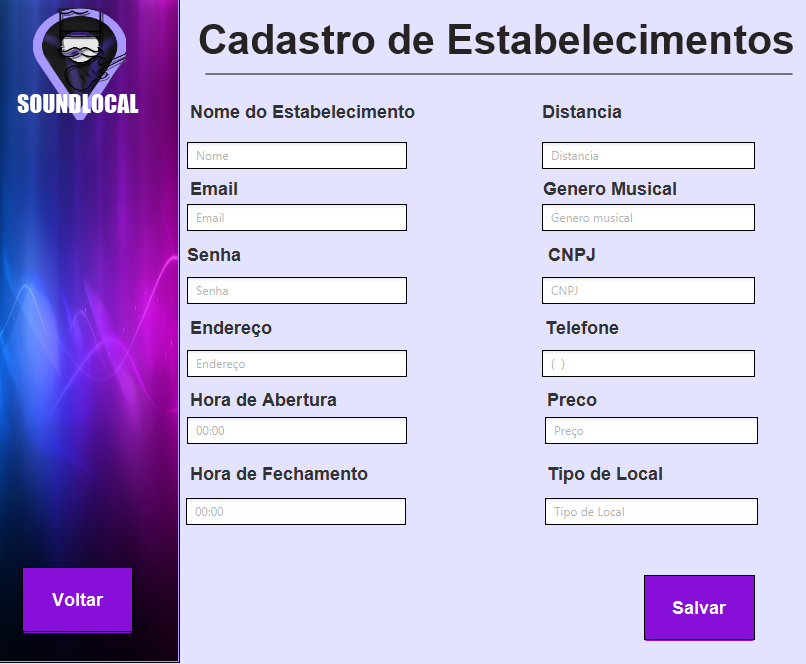 SOUNDLOCAL
Cadastro de Estabelecimentos
Nome do Estabelecimento
Nome
Email
Email
Senha
Senha
Endereço
Endereço
Hora de Abertura
00:00
Hora de Fechamento
00:00
Distancia
Distancia
Genero Musical
Genero musical
CNPJ
CNPJ
Telefone
( )
Preco
Preço
Tipo de Local
Tipo de Local
Voltar
Salvar